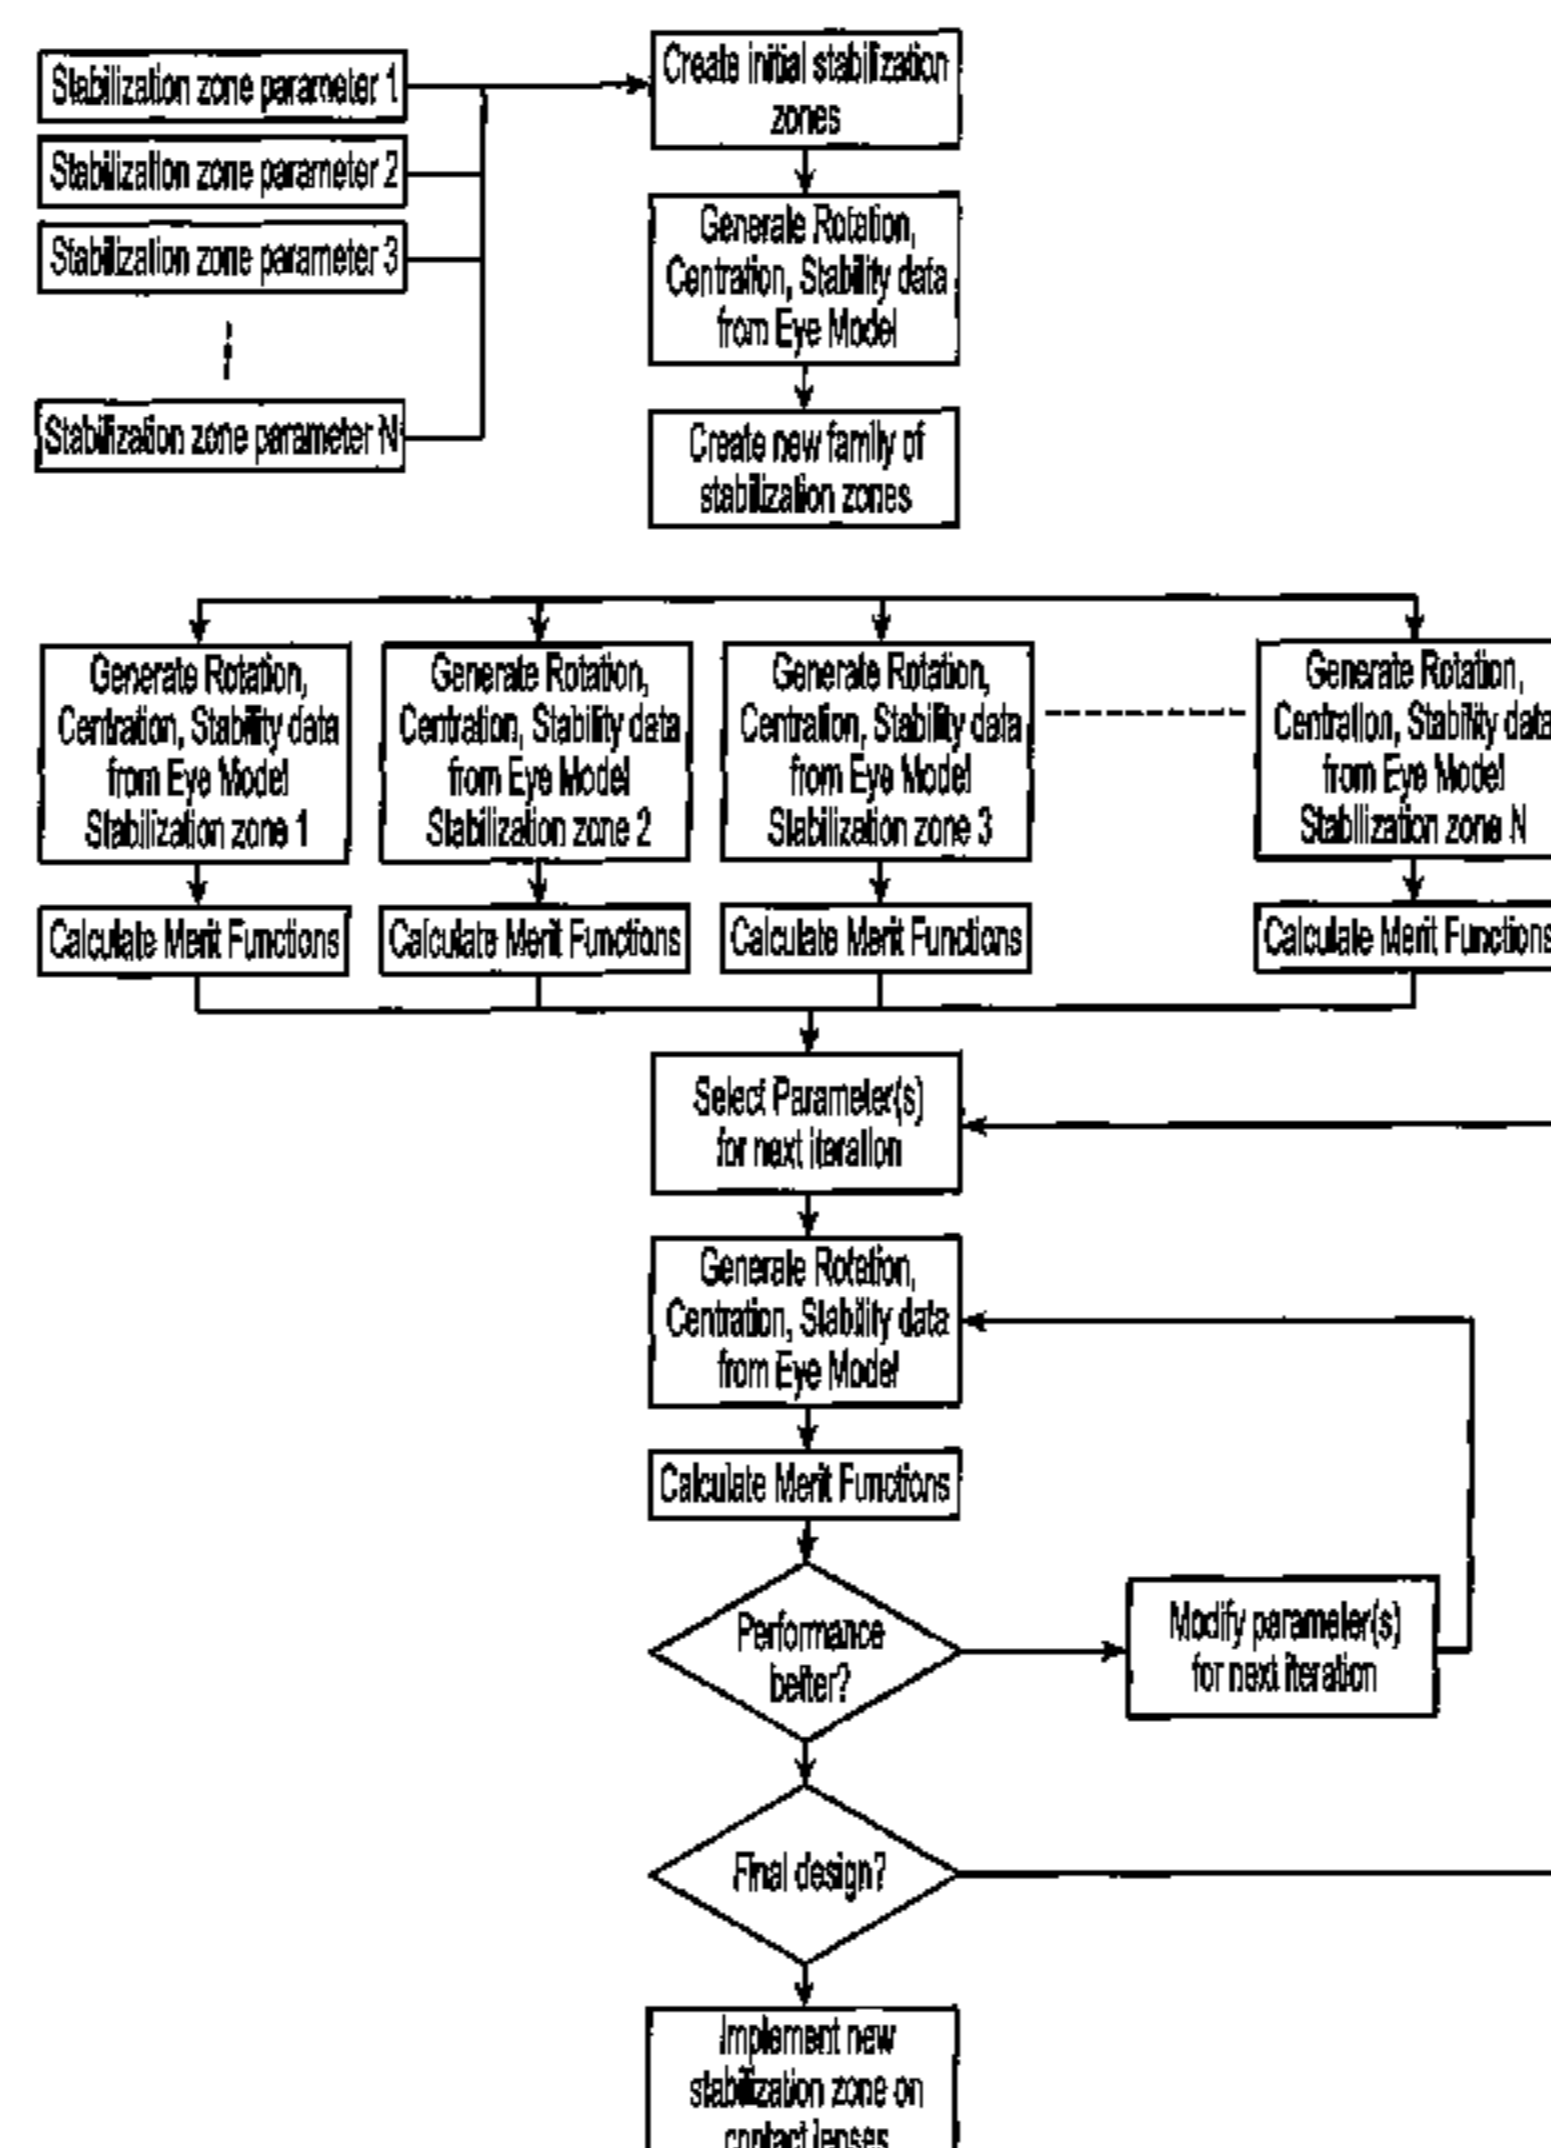 Stabilization zone parameter 1
Stabilization zone parameter 2
Stabilization zone parameter 3
Stabilization zone parameter N
Create initial stabilization
zones
Generate Rotation,
Centration, Stability data
from Eye Model
Create new family of
stabilization zones
Generate Rotation,
Centration, Stability data
from Eye Model
Stabilization zone 1
Generate Rotation,
Centration, Stability data
from Eye Model
Stabilization zone 2
Generate Rotation,
Centration, Stability data
from Eye Model
Stabilization zone 3
Generate Rotation,
Centration, Stability data
from Eye Model
Stabilization zone N
Calculate Merit Functions
Calculate Merit Functions
Calculate Merit Functions
Calculate Merit Functions
Select Parameter(s)
for next iteration
Generate Rotation,
Centration, Stability data
from Eye Model
Calculate Merit Functions
Performance
better?
Modify parameter(s)
for next iteration
Final design?
Implement new
stabilization zone on
contact lenses